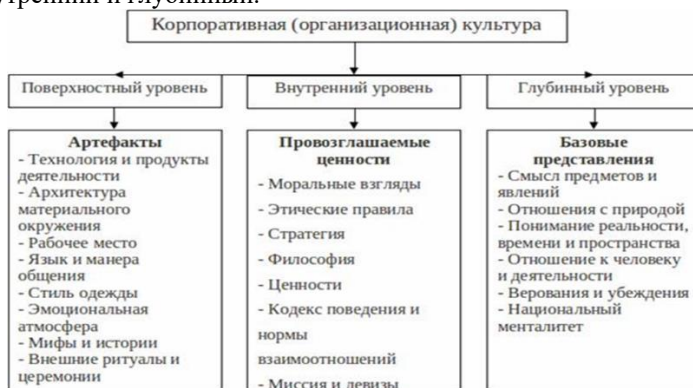 утренний и глубинный.
Корпоративная (организационная) культура
Поверхностный уровень
Внутренний уровень
Глубинный уровень
Артефакты
- Технология и продукты
деятельности
- Архитектура
материального
окружения
- Рабочее место
- Язык и манера
общения
- Стиль одежды
- Эмоциональная
атмосфера
- Мифы и истории
- Внешние ритуалы и
церемонии
Провозглашаемые
ценности
- Моральные взгляды
- Этические правила
- Стратегия
- Философия
- Ценности
- Кодекс поведения и
нормы
взаимоотношений
- Миссия и девизы
Базовые
представления
- Смысл предметов и
явлений
- Отношения с природой
- Понимание реальности,
времени и пространства
- Отношение к человеку
и деятельности
- Верования и убеждения
- Национальный
менталитет